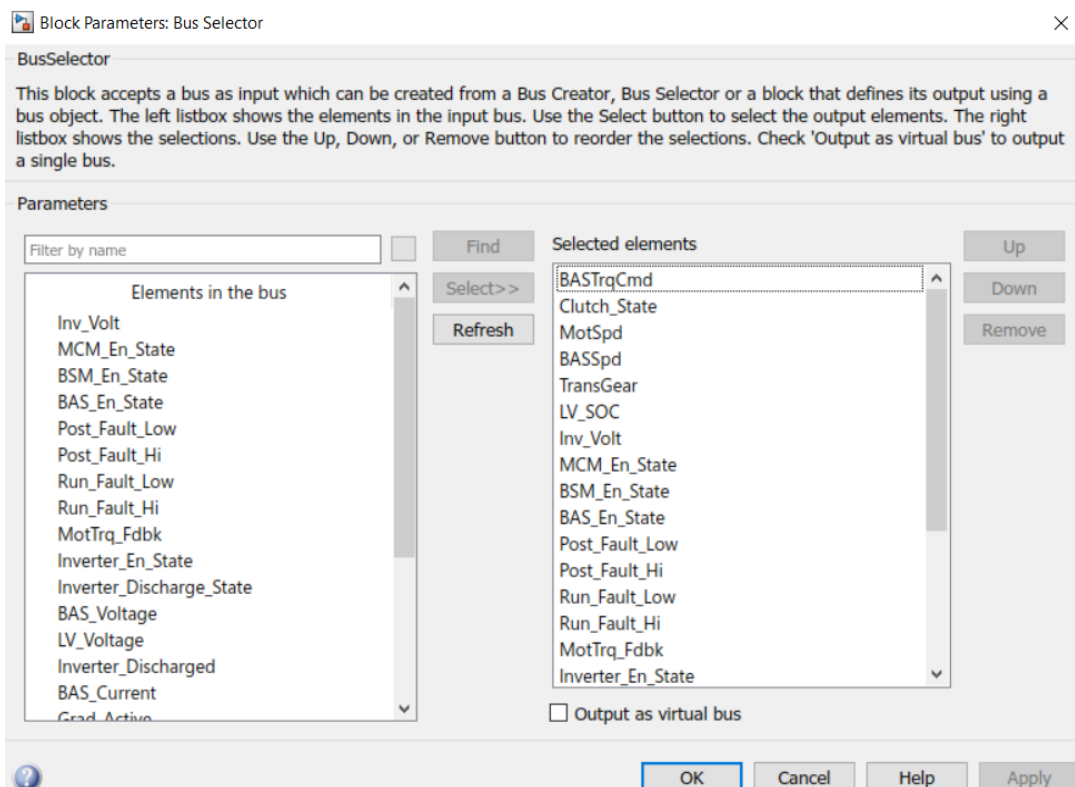 Block Parameters: Bus Selector
BusSelector
This block accepts a bus as input which can be created from a Bus Creator, Bus Selector or a block that defines its output using a
bus object. The left listbox shows the elements in the input bus. Use the Select button to select the output elements. The right
listbox shows the selections. Use the Up, Down, or Remove button to reorder the selections. Check 'Output as virtual bus' to output
a single bus.
Parameters
Filter by name
Find
Select>>
Refresh
Elements in the bus
Inv_Volt
MCM_En_State
BSM_En_State
BAS_En_State
Post_Fault_Low
Post_Fault_Hi
Run_Fault_Low
Run_Fault_Hi
MotTrq_Fdbk
Inverter_En_State
Inverter_Discharge_State
BAS_Voltage
LV_Voltage
Inverter_Discharged
BAS_Current
Grad_Active
Selected elements
BASTrqCmd
Clutch_State
MotSpd
BASSpd
TransGear
LV_SOC
Inv_Volt
MCM_En_State
BSM_En_State
BAS_En_State
Post_Fault_Low
Post_Fault_Hi
Run_Fault_Low
Run_Fault_Hi
MotTrq_Fdbk
Inverter_En_State
Up
Down
Remove
Output as virtual bus
?
OK
Cancel
Help
Apply